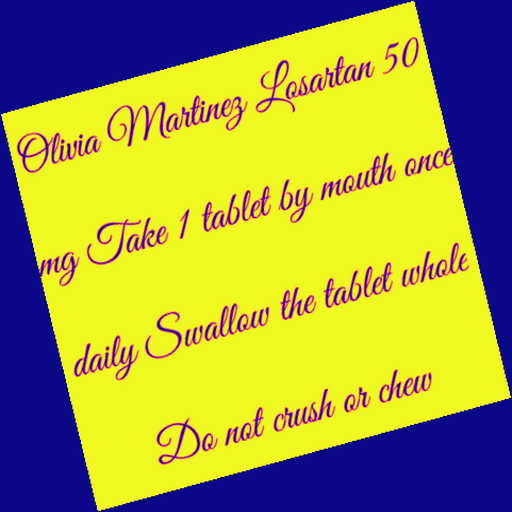 Olivia Martinez Losartan 50
mg Take 1 tablet by mouth once
daily Swallow the tablet whole
Do not crush or chew